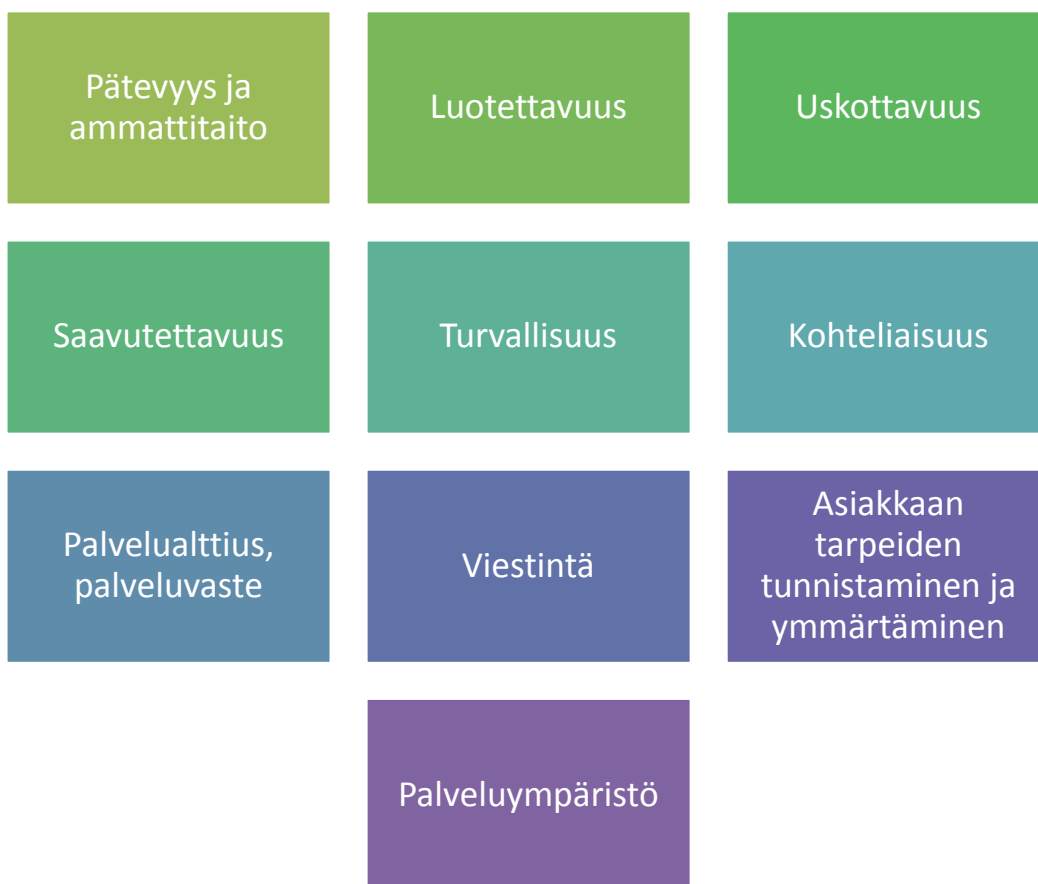 Pätevyys ja
ammattitaito
Luotettavuus
Uskottavuus
Saavutettavuus
Turvallisuus
Kohteliaisuus
Palvelualttius,
palveluvaste
Viestintä
Asiakkaan
tarpeiden
tunnistaminen ja
ymmärtäminen
Palveluympäristö